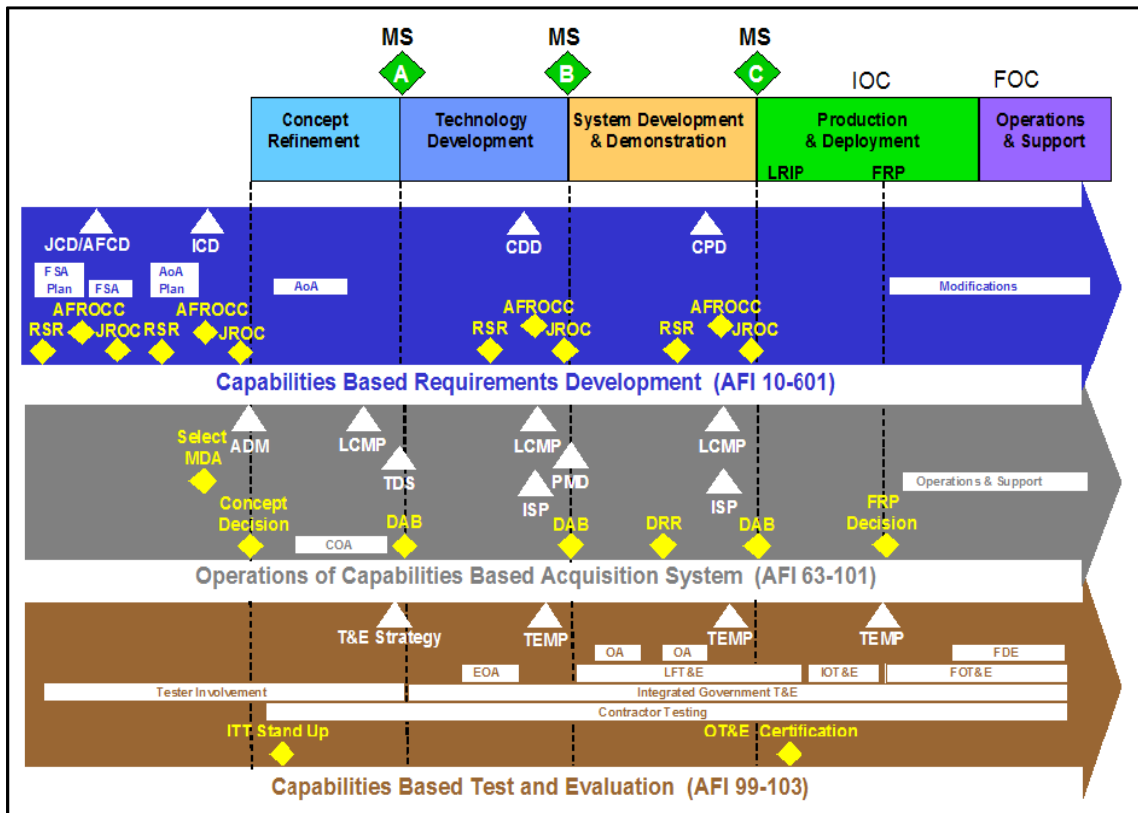 MS MS MS
A B C IOC FOC
Concept Technology System Development Production Operations
Refinement Development & Demonstration & Deployment & Support
LRIP FRP
JCD/AFCD ICD CDD CPD
FSA Plan FSA AoA Plan AoA Modifications
AFROCC AFROCC AFROCC AFROCC
RSR JROC RSR JROC RSR JROC RSR JROC
Capabilities Based Requirements Development (AFI 10-601)
Select MDA ADM LCMP LCMP LCMP
TDS PMD
ISP ISP Operations & Support
Concept Decision DAB DAB DRR DAB FRP Decision
COA
Operations of Capabilities Based Acquisition System (AFI 63-101)
T&E Strategy TEMP TEMP TEMP
OA OA FDE
EOA LFT&E IOT&E FOT&E
Tester Involvement Integrated Government T&E
Contractor Testing
ITT Stand Up OT&E Certification
Capabilities Based Test and Evaluation (AFI 99-103)